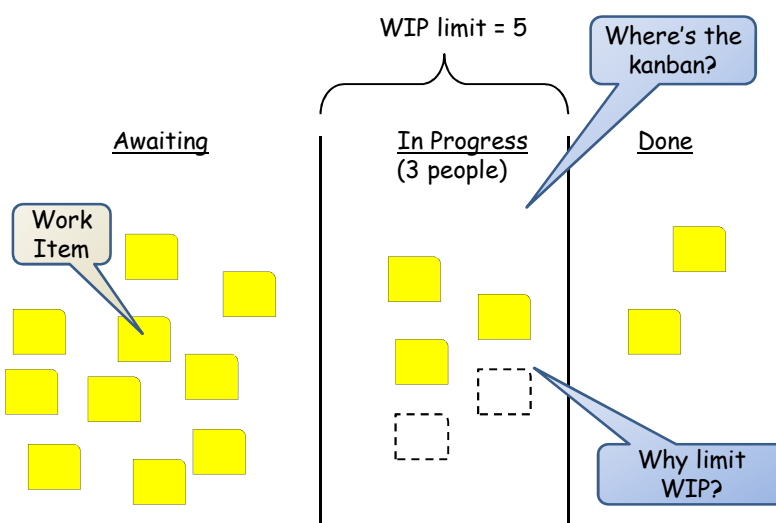 WIP limit = 5
Where's the
kanban?
Awaiting
In Progress
(3 people)
Done
Work
Item
Why limit
WIP?